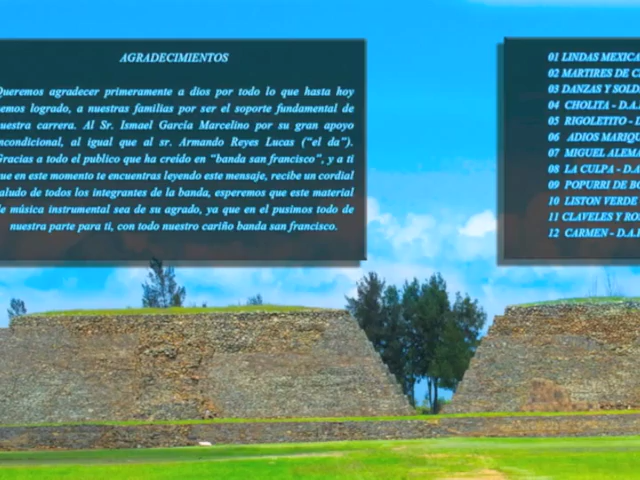 AGRADECIMIENTOS
Queremos agradecer primeramente a dios por todo lo que hasta hoy
hemos logrado, a nuestras familias por ser el soporte fundamental de
nuestra carrera. Al Sr. Ismael García Marcelino por su gran apoyo
incondicional, al igual que al sr. Armando Reyes Lucas ("el da").
Gracias a todo el publico que ha creído en "banda san francisco", y a ti
que en este momento te encuentras leyendo este mensaje, recibe un cordial
saludo de todos los integrantes de la banda, esperemos que este material
de música instrumental sea de su agrado, ya que en el pusimos todo de
nuestra parte para ti, con todo nuestro cariño banda san francisco.
01 LINDAS MEXICA
02 MARTIRES DE C
03 DANZAS Y SOLD
04 CHOLITA - D.A.
05 RIGOLETITO - D
06 ADIOS MARIQU
07 MIGUEL ALEMA
08 LA CULPA - D.A
09 POPURRI DE B
10 LISTON VERDE
11 CLAVELES Y RO
12 CARMEN - D.A.